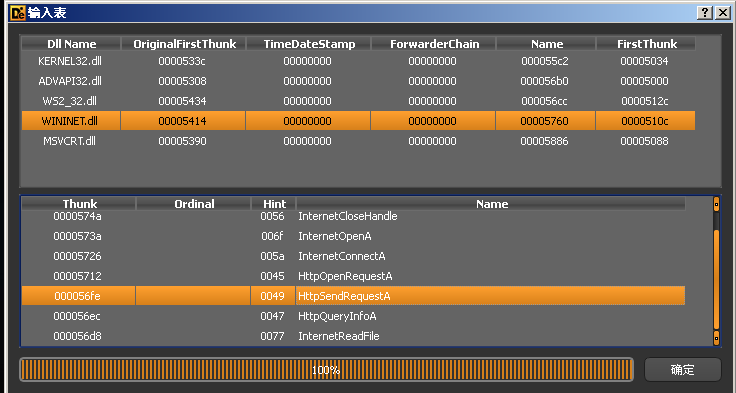 De 输入表
Dll Name OriginalFirstThunk TimeDateStamp ForwarderChain Name FirstThunk
KERNEL32.dll 0000533c 00000000 00000000 000055c2 00005034
ADVAPI32.dll 00005308 00000000 00000000 000056b0 00005000
WS2_32.dll 00005434 00000000 00000000 000056cc 0000512c
WININET.dll 00005414 00000000 00000000 00005760 0000510c
MSVCRT.dll 00005390 00000000 00000000 00005886 00005088
Thunk Ordinal Hint Name
0000574a 0056 InternetCloseHandle
0000573a 006f InternetOpenA
00005726 005a InternetConnectA
00005712 0045 HttpOpenRequestA
000056fe 0049 HttpSendRequestA
000056ec 0047 HttpQueryInfoA
000056d8 0077 InternetReadFile
100% 确定